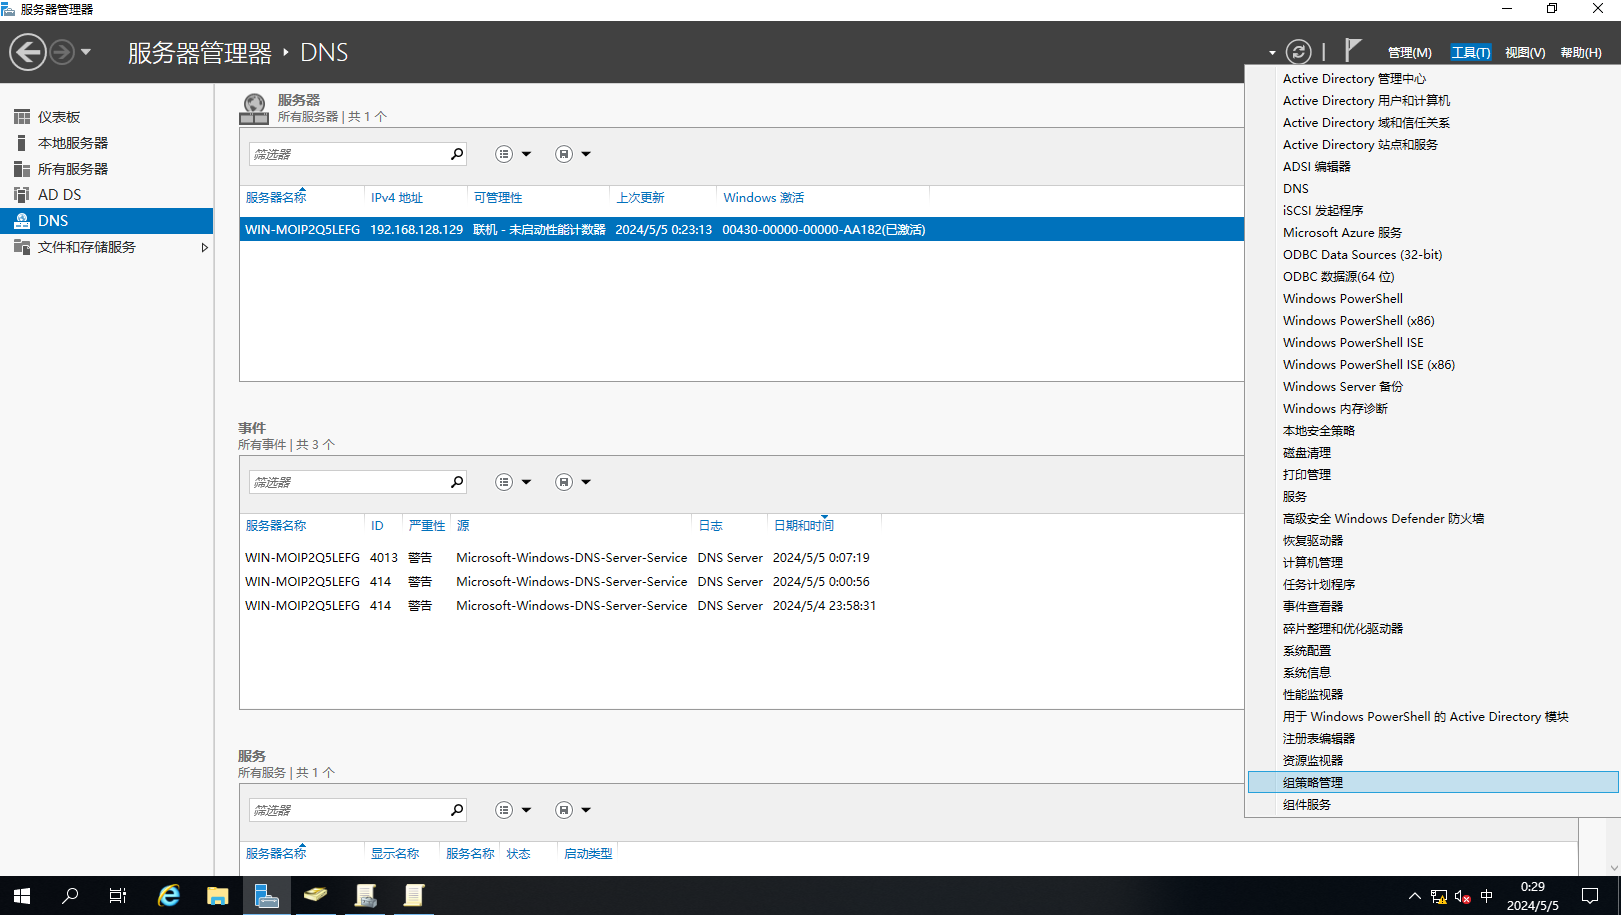 服务器管理器
服务器管理器 ‣ DNS
管理(M) 工具(T) 视图(V) 帮助(H)
仪表板
本地服务器
所有服务器
AD DS
DNS
文件和存储服务
服务器
所有服务器 | 共 1 个
筛选器
服务器名称 IPv4 地址 可管理性 上次更新 Windows 激活
WIN-MOIP2Q5LEFG 192.168.128.129 联机 - 未启动性能计数器 2024/5/5 0:23:13 00430-00000-00000-AA182(已激活)
事件
所有事件 | 共 3 个
筛选器
服务器名称 ID 严重性 源 日志 日期和时间
WIN-MOIP2Q5LEFG 4013 警告 Microsoft-Windows-DNS-Server-Service DNS Server 2024/5/5 0:07:19
WIN-MOIP2Q5LEFG 414 警告 Microsoft-Windows-DNS-Server-Service DNS Server 2024/5/5 0:00:56
WIN-MOIP2Q5LEFG 414 警告 Microsoft-Windows-DNS-Server-Service DNS Server 2024/5/4 23:58:31
服务
所有服务 | 共 1 个
筛选器
服务器名称 显示名称 服务名称 状态 启动类型
Active Directory 管理中心
Active Directory 用户和计算机
Active Directory 域和信任关系
Active Directory 站点和服务
ADSI 编辑器
DNS
iSCSI 发起程序
Microsoft Azure 服务
ODBC Data Sources (32-bit)
ODBC 数据源(64 位)
Windows PowerShell
Windows PowerShell (x86)
Windows PowerShell ISE
Windows PowerShell ISE (x86)
Windows Server 备份
Windows 内存诊断
本地安全策略
磁盘清理
打印管理
服务
高级安全 Windows Defender 防火墙
恢复驱动器
计算机管理
任务计划程序
事件查看器
碎片整理和优化驱动器
系统配置
系统信息
性能监视器
用于 Windows PowerShell 的 Active Directory 模块
注册表编辑器
资源监视器
组策略管理
组件服务
中
0:29
2024/5/5